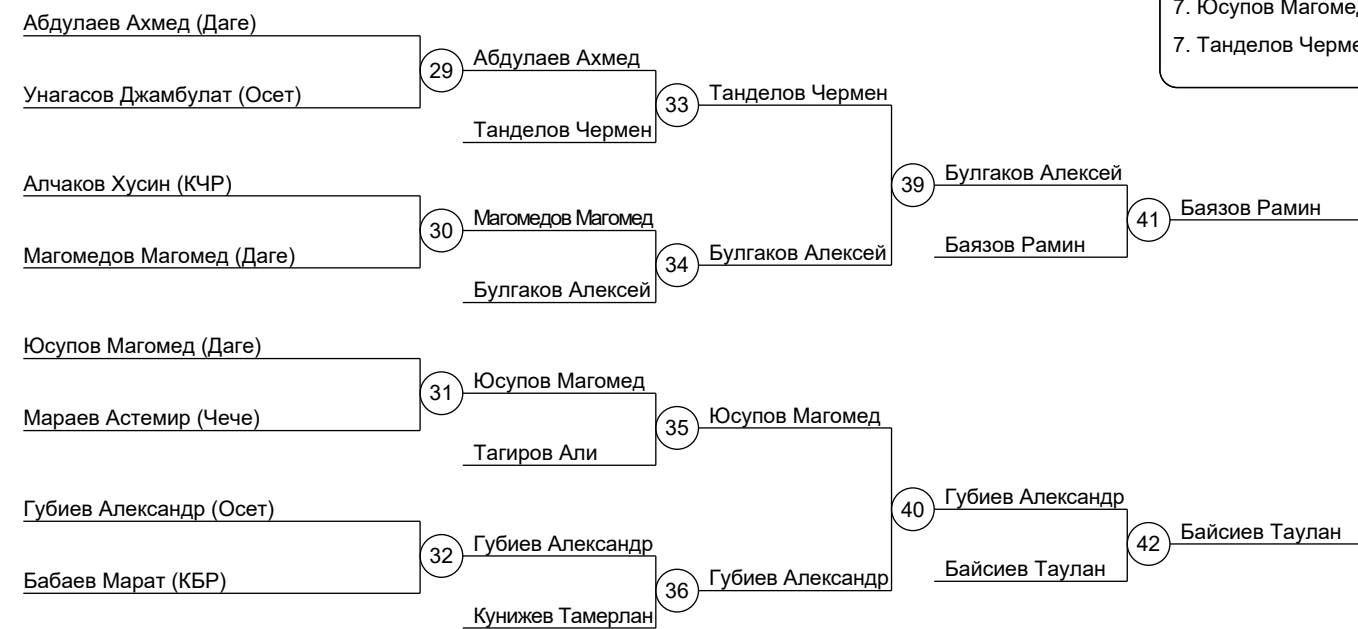 7. Юсупов Магомед
7. Танделов Черме
Абдулаев Ахмед (Даге)
29
Абдулаев Ахмед
Унагасов Джамбулат (Осет)
33
Танделов Чермен
Танделов Чермен
Алчаков Хусин (КЧР)
39
Булгаков Алексей
30
Магомедов Магомед
41
Баязов Рамин
Магомедов Магомед (Даге)
34
Булгаков Алексей
Баязов Рамин
Булгаков Алексей
Юсупов Магомед (Даге)
31
Юсупов Магомед
Мараев Астемир (Чече)
35
Юсупов Магомед
Тагиров Али
Губиев Александр (Осет)
40
Губиев Александр
32
Губиев Александр
42
Байсиев Таулан
Бабаев Марат (КБР)
36
Губиев Александр
Байсиев Таулан
Кунижев Тамерлан